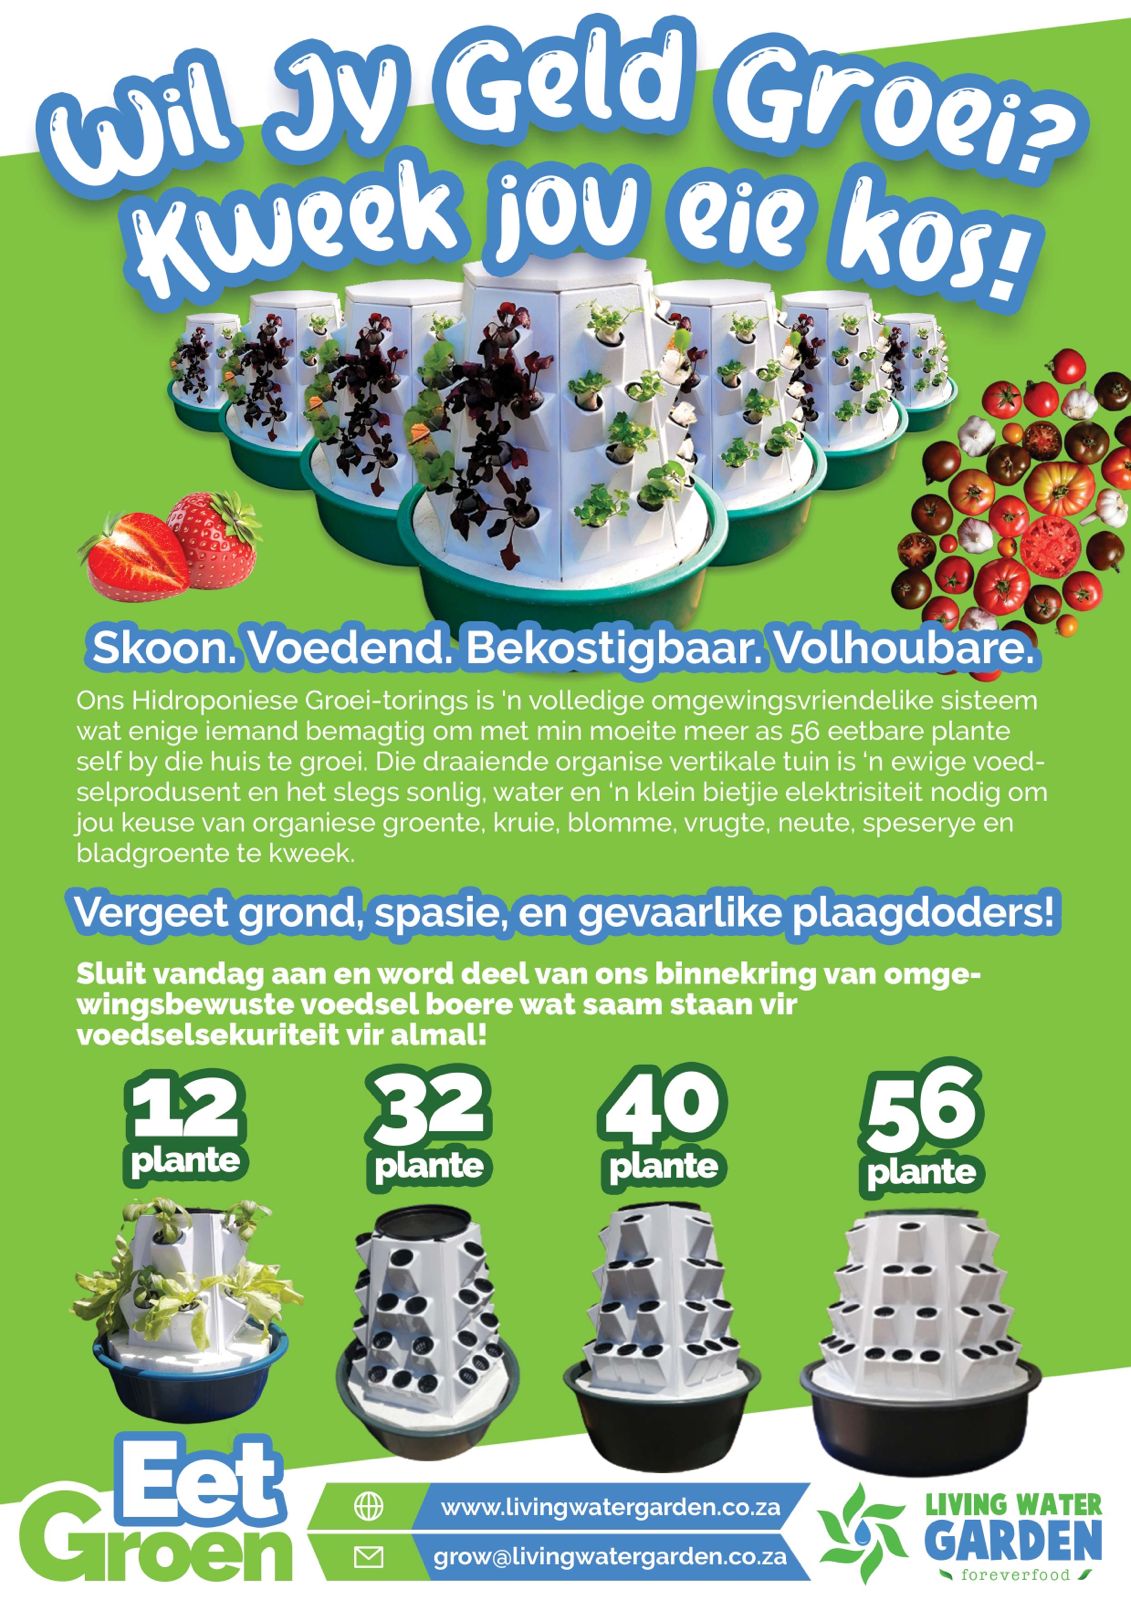 Wil Jy Geld Groei?
Kweek jou eie kos!
Skoon. Voedend. Bekostigbaar. Volhoubare.
Ons Hidroponiese Groei-torings is 'n volledige omgewingsvriendelike sisteem
wat enige iemand bemagtig om met min moeite meer as 56 eetbare plante
self by die huis te groei. Die draaiende organise vertikale tuin is 'n ewige voed-
selprodusent en het slegs sonlig, water en 'n klein bietjie elektrisiteit nodig om
jou keuse van organiese groente, kruie, blomme, vrugte, neute, speserye en
bladgroente te kweek.
Vergeet grond, spasie, en gevaarlike plaagdoders!
Sluit vandag aan en word deel van ons binnekring van omge-
wingsbewuste voedsel boere wat saam staan vir
voedselsekuriteit vir almal!
12
plante
32
plante
40
plante
56
plante
Eet
Groen
www.livingwatergarden.co.za
grow@livingwatergarden.co.za
LIVING WATER
GARDEN
foreverfood